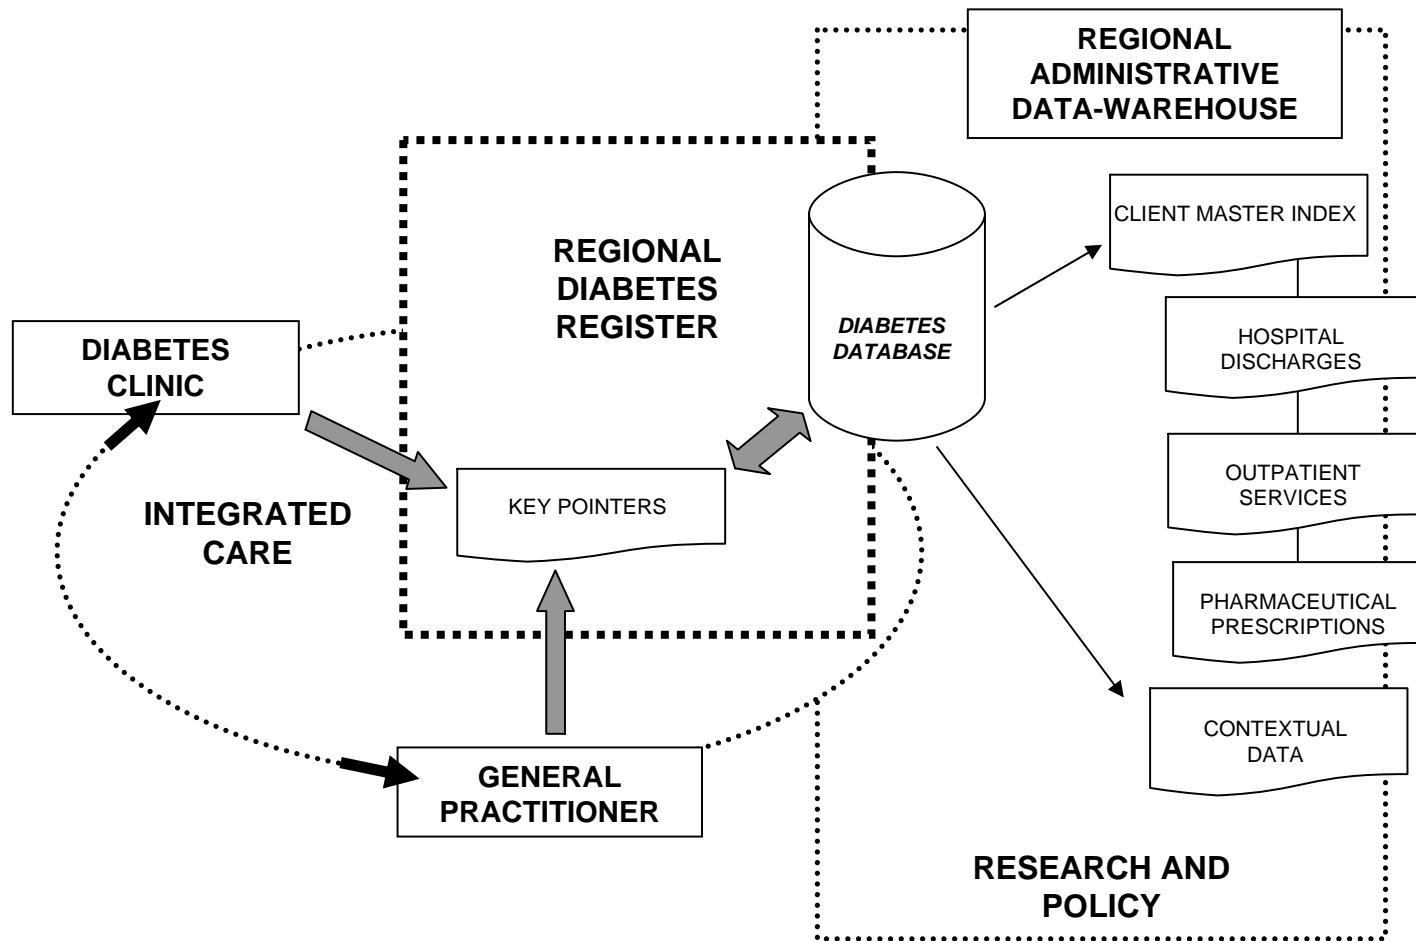 REGIONAL
ADMINISTRATIVE
DATA-WAREHOUSE
CLIENT MASTER INDEX
REGIONAL
DIABETES
REGISTER
DIABETES
DATABASE
HOSPITAL
DISCHARGES
DIABETES
CLINIC
OUTPATIENT
SERVICES
KEY POINTERS
INTEGRATED
CARE
PHARMACEUTICAL
PRESCRIPTIONS
CONTEXTUAL
DATA
GENERAL
PRACTITIONER
RESEARCH AND
POLICY